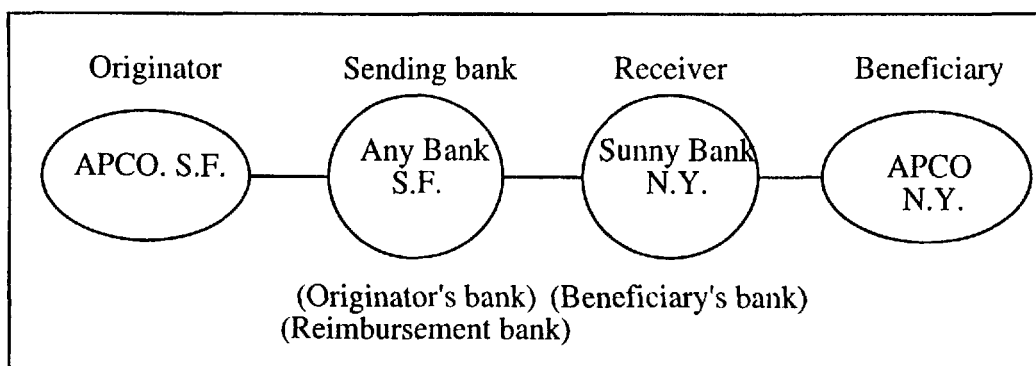 Originator Sending bank Receiver Beneficiary
APCO. S.F.
Any Bank
S.F.
Sunny Bank
N.Y.
APCO
N.Y.
(Originator's bank) (Beneficiary's bank)
(Reimbursement bank)